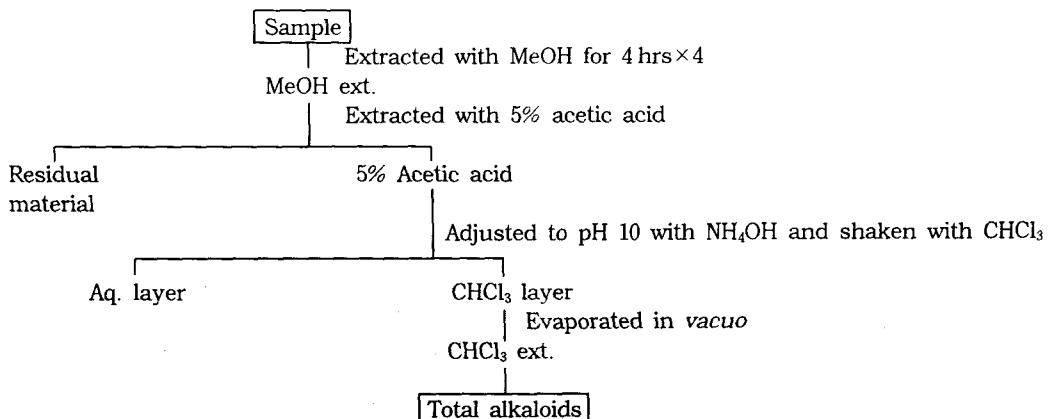 Sample
Extracted with MeOH for 4 hrs×4
MeOH ext.
Extracted with 5% acetic acid
Residual
material
5% Acetic acid
Adjusted to pH 10 with NH₄OH and shaken with CHCl₃
Aq. layer
CHCl₃ layer
Evaporated in vacuo
CHCl₃ ext.
Total alkaloids